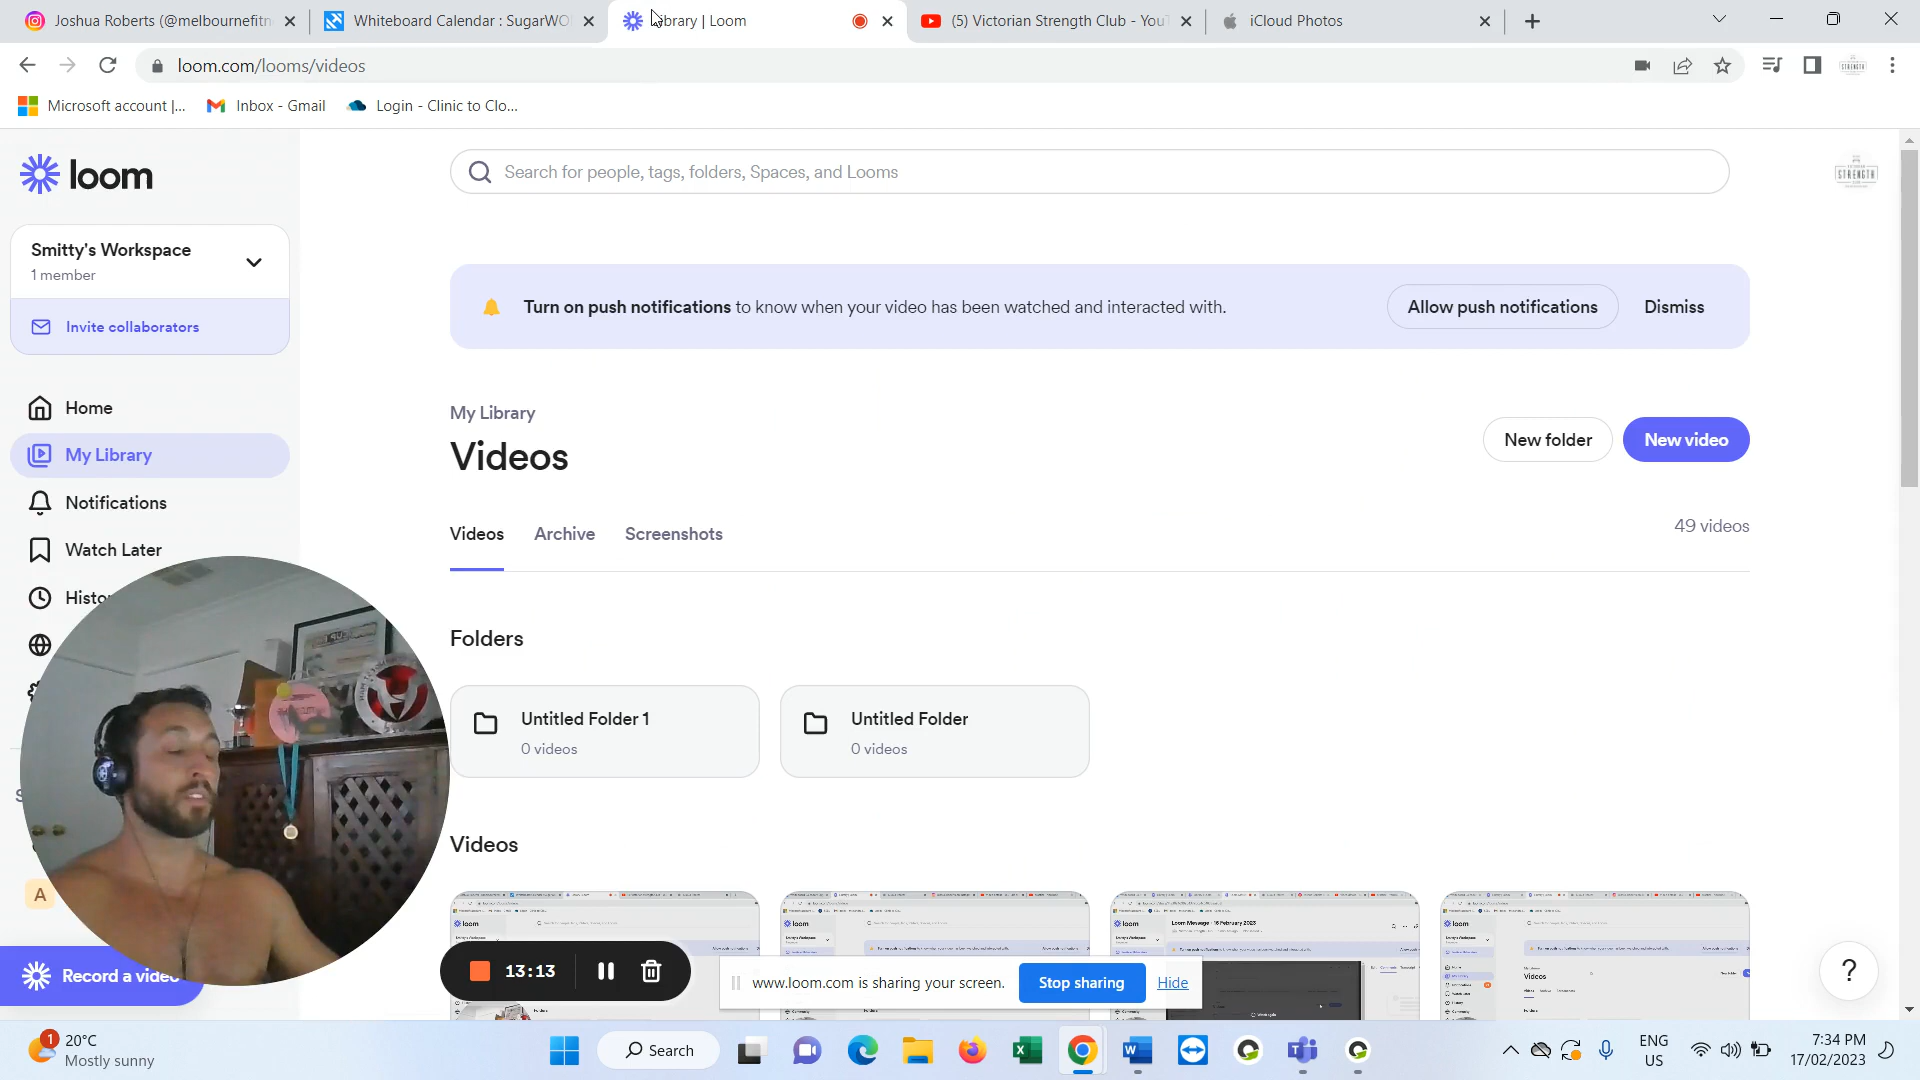 Joshua Roberts (@melbournefitn
Whiteboard Calendar : SugarWO
Library | Loom
(5) Victorian Strength Club - YouT
iCloud Photos
loom.com/looms/videos
Microsoft account |...
Inbox - Gmail
Login - Clinic to Clo...
loom
Search for people, tags, folders, Spaces, and Looms
STRENGTH
Smitty's Workspace
1 member
Invite collaborators
Turn on push notifications to know when your video has been watched and interacted with.
Allow push notifications
Dismiss
Home
My Library
Notifications
Watch Later
Histo
My Library
Videos
New folder
New video
Videos
Archive
Screenshots
49 videos
Folders
Untitled Folder 1
0 videos
Untitled Folder
0 videos
Videos
A
Record a video
13:13
www.loom.com is sharing your screen.
Stop sharing
Hide
?
1
20°C
Mostly sunny
Search
ENG
US
7:34 PM
17/02/2023